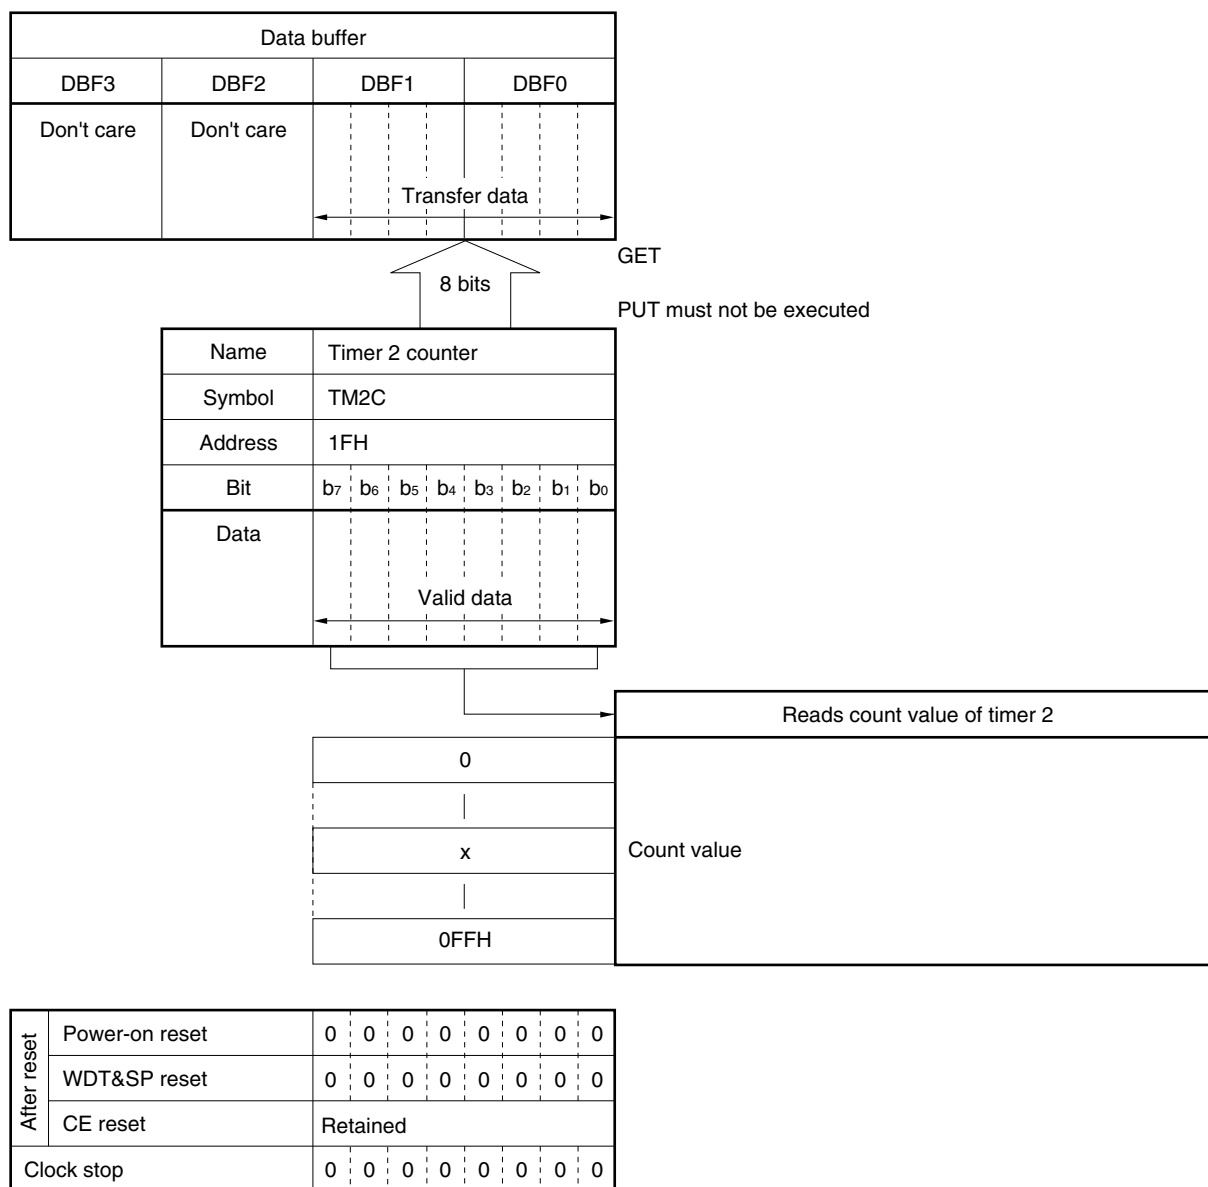 Data buffer
DBF3 DBF2 DBF1 DBF0
Don't care Don't care
Transfer data
GET
8 bits
PUT must not be executed
Name Timer 2 counter
Symbol TM2C
Address 1FH
Bit b7 b6 b5 b4 b3 b2 b1 b0
Data
Valid data
Reads count value of timer 2
0
x
Count value
0FFH
After reset
Power-on reset 0 0 0 0 0 0 0 0
WDT&SP reset 0 0 0 0 0 0 0 0
CE reset Retained
Clock stop 0 0 0 0 0 0 0 0